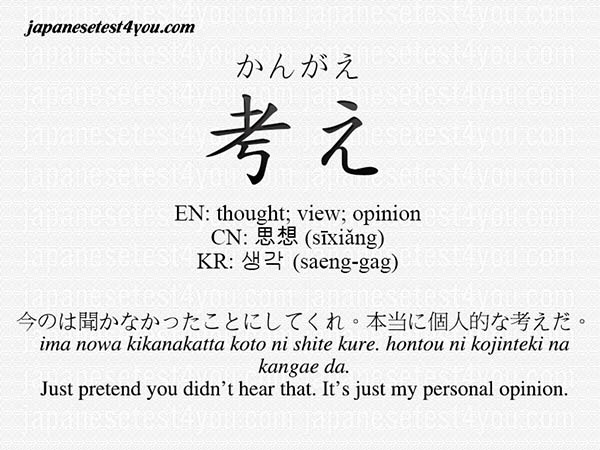 japanesetest4you.com
かんがえ
考え
EN: thought; view; opinion
CN: 思想 (sīxiǎng)
KR: 생각 (saeng-gag)
今のは聞かなかったことにしてくれ。本当に個人的な考えだ。
ima nowa kikanakatta koto ni shite kure. hontou ni kojinteki na
kangae da.
Just pretend you didn't hear that. It's just my personal opinion.